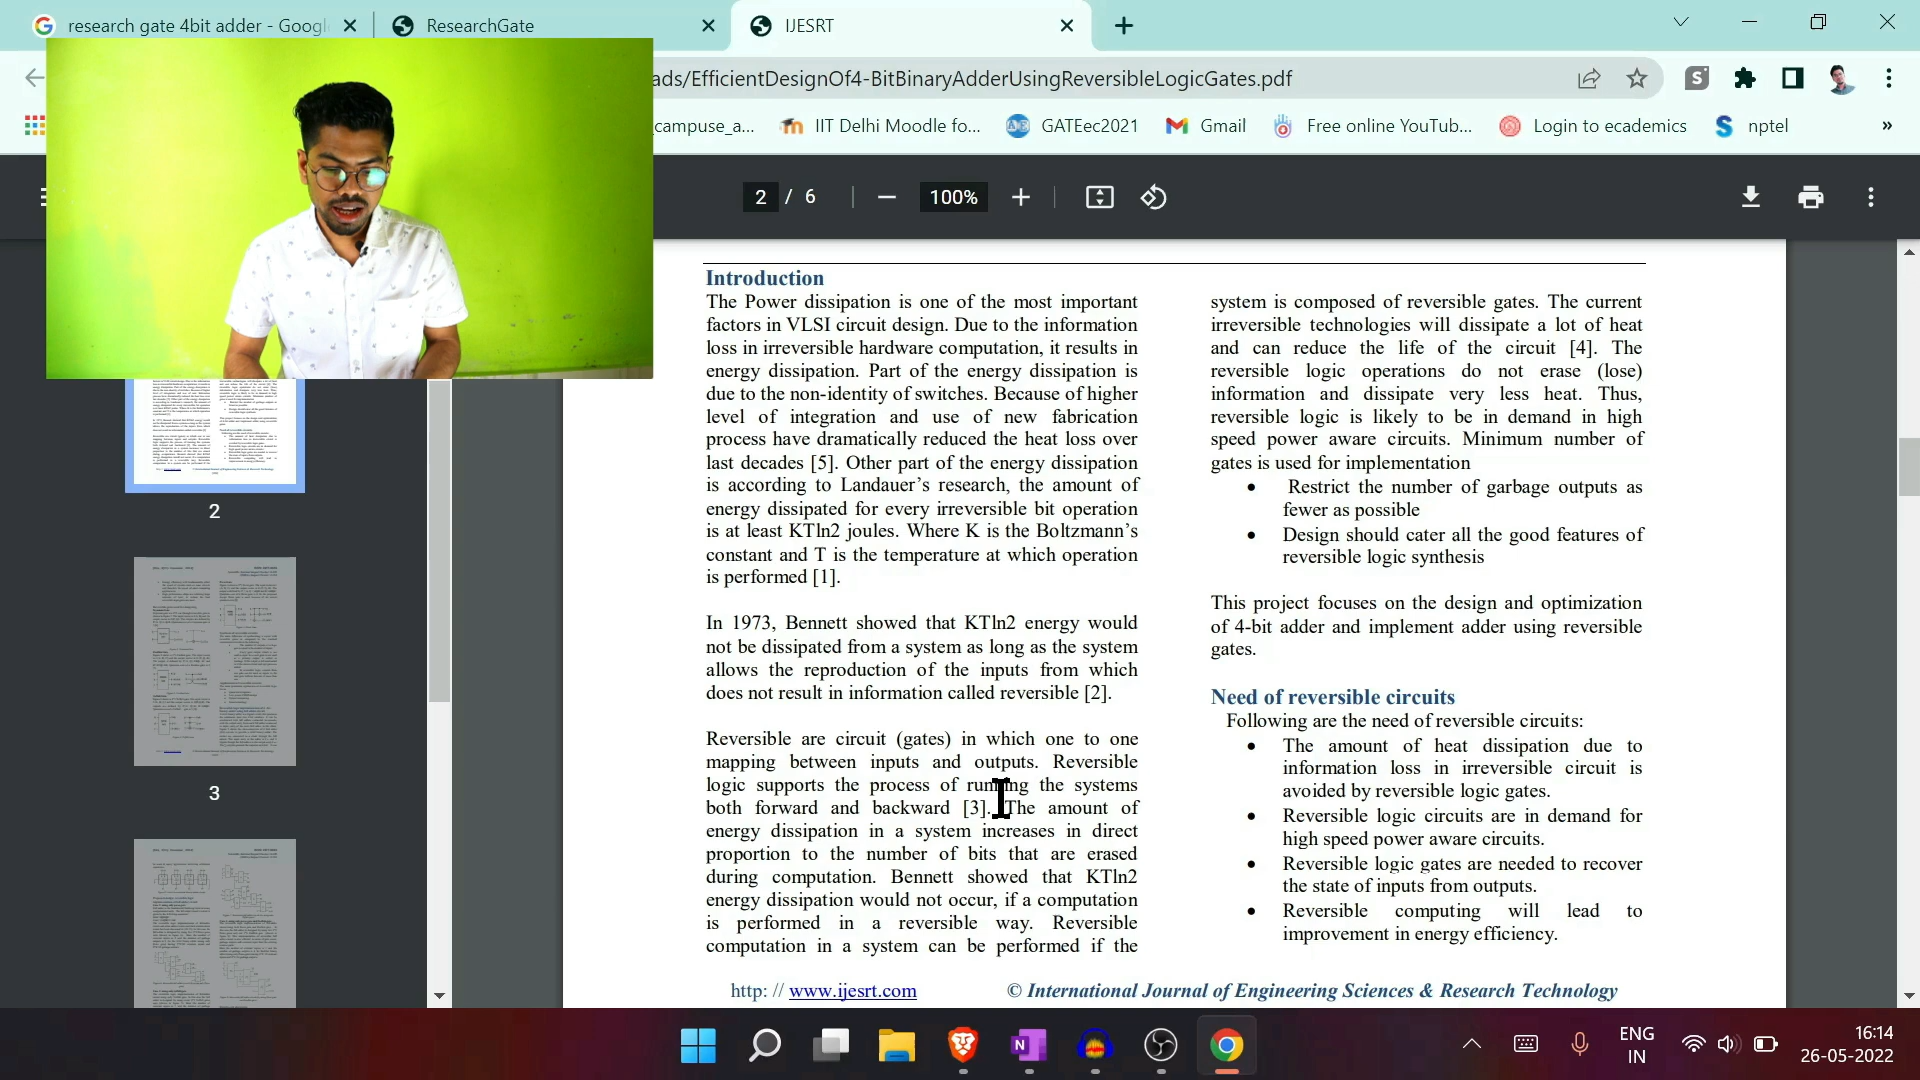 research gate 4bit adder - Googl
ResearchGate
IJESRT
ads/EfficientDesignOf4-BitBinaryAdderUsingReversibleLogicGates.pdf
_campuse_a...
IIT Delhi Moodle fo...
GATEec2021
Gmail
Free online YouTub...
Login to ecademics
nptel
»
2 / 6
100%
Introduction
The Power dissipation is one of the most important
factors in VLSI circuit design. Due to the information
loss in irreversible hardware computation, it results in
energy dissipation. Part of the energy dissipation is
due to the non-identity of switches. Because of higher
level of integration and use of new fabrication
process have dramatically reduced the heat loss over
last decades [5]. Other part of the energy dissipation
is according to Landauer’s research, the amount of
energy dissipated for every irreversible bit operation
is at least KTln2 joules. Where K is the Boltzmann’s
constant and T is the temperature at which operation
is performed [1].
In 1973, Bennett showed that KTln2 energy would
not be dissipated from a system as long as the system
allows the reproduction of the inputs from which
does not result in information called reversible [2].
Reversible are circuit (gates) in which one to one
mapping between inputs and outputs. Reversible
logic supports the process of running the systems
both forward and backward [3]. The amount of
energy dissipation in a system increases in direct
proportion to the number of bits that are erased
during computation. Bennett showed that KTln2
energy dissipation would not occur, if a computation
is performed in a reversible way. Reversible
computation in a system can be performed if the
system is composed of reversible gates. The current
irreversible technologies will dissipate a lot of heat
and can reduce the life of the circuit [4]. The
reversible logic operations do not erase (lose)
information and dissipate very less heat. Thus,
reversible logic is likely to be in demand in high
speed power aware circuits. Minimum number of
gates is used for implementation
• Restrict the number of garbage outputs as
fewer as possible
• Design should cater all the good features of
reversible logic synthesis
This project focuses on the design and optimization
of 4-bit adder and implement adder using reversible
gates.
Need of reversible circuits
Following are the need of reversible circuits:
• The amount of heat dissipation due to
information loss in irreversible circuit is
avoided by reversible logic gates.
• Reversible logic circuits are in demand for
high speed power aware circuits.
• Reversible logic gates are needed to recover
the state of inputs from outputs.
• Reversible computing will lead to
improvement in energy efficiency.
http: // www.ijesrt.com
© International Journal of Engineering Sciences & Research Technology
2
3
ENG
IN
16:14
26-05-2022